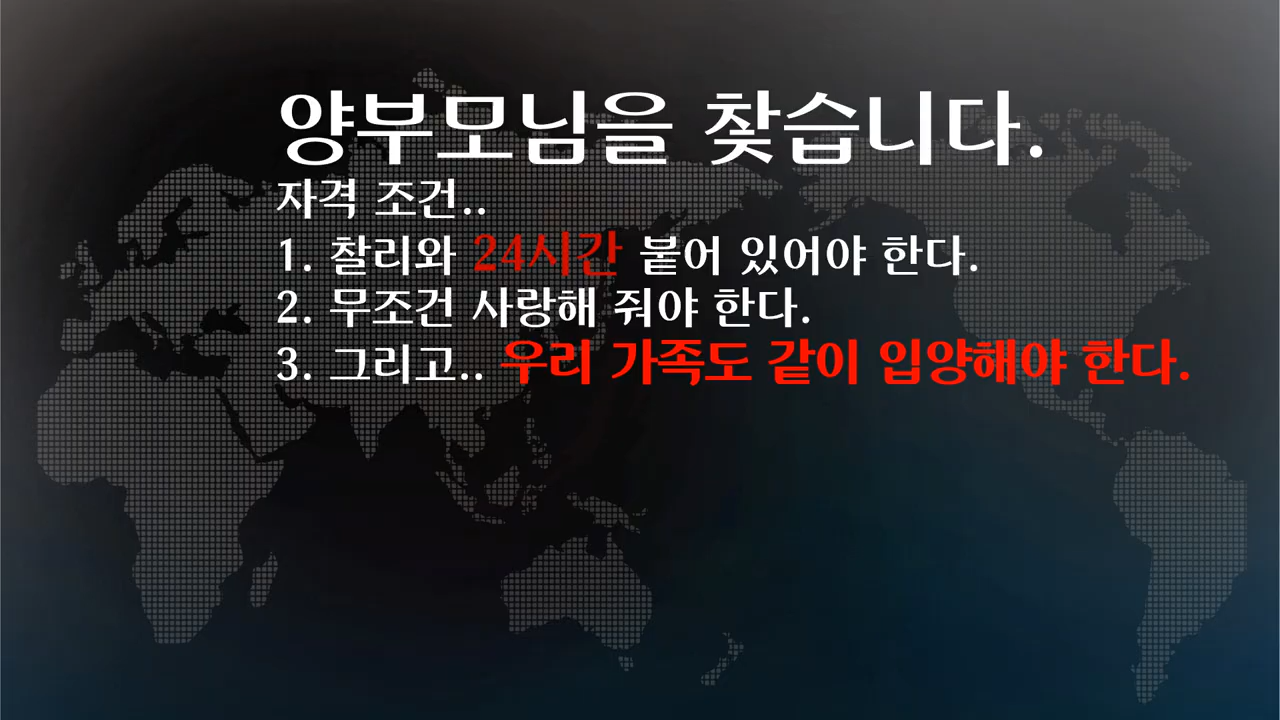 양부모님을 찾습니다.
자격 조건..
1. 찰리와 24시간 붙어 있어야 한다.
2. 무조건 사랑해 줘야 한다.
3. 그리고.. 우리 가족도 같이 입양해야 한다.